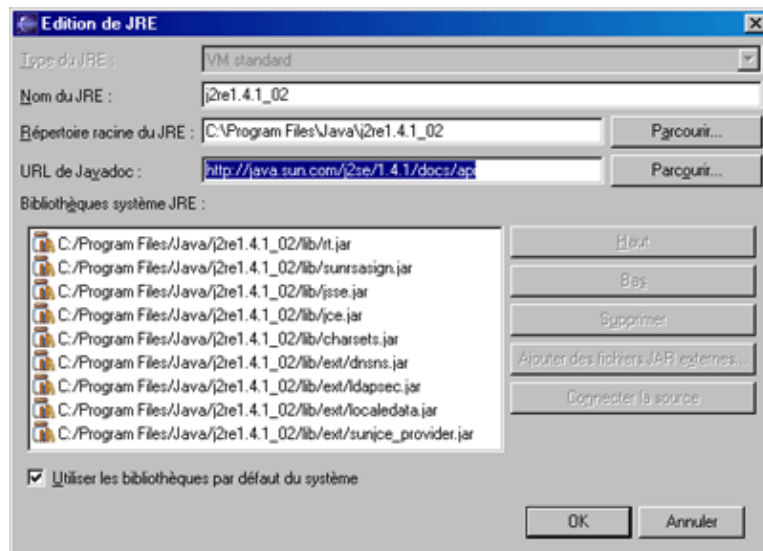 Edition de JRE
Type du JRE :
VM standard
Nom du JRE :
j2re1.4.1_02
Répertoire racine du JRE :
C:\Program Files\Java\j2re1.4.1_02
Parcourir...
URL de Javadoc :
http://java.sun.com/j2se/1.4.1/docs/api
Parcourir...
Bibliothèques système JRE :
C:/Program Files/Java/j2re1.4.1_02/lib/rt.jar
C:/Program Files/Java/j2re1.4.1_02/lib/sunrsasign.jar
C:/Program Files/Java/j2re1.4.1_02/lib/jsse.jar
C:/Program Files/Java/j2re1.4.1_02/lib/jce.jar
C:/Program Files/Java/j2re1.4.1_02/lib/charsets.jar
C:/Program Files/Java/j2re1.4.1_02/lib/ext/dnsns.jar
C:/Program Files/Java/j2re1.4.1_02/lib/ext/ldapsec.jar
C:/Program Files/Java/j2re1.4.1_02/lib/ext/localedata.jar
C:/Program Files/Java/j2re1.4.1_02/lib/ext/sunjce_provider.jar
Haut
Bas
Supprimer
Ajouter des fichiers JAR externes...
Connecter la source
Utiliser les bibliothèques par défaut du système
OK
Annuler